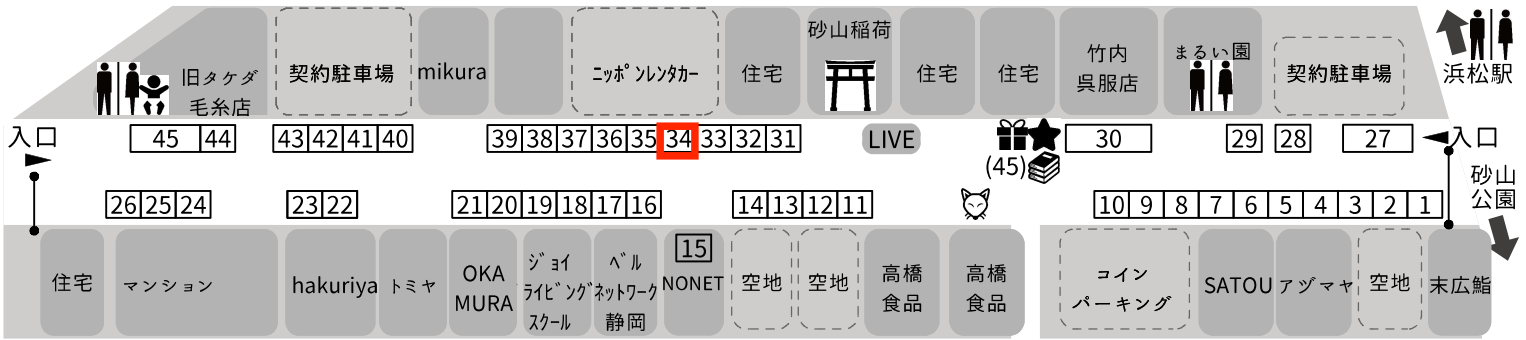 砂山稲荷
旧タケダ
毛糸店
契約駐車場
mikura
ニッポンレンタカー
住宅
住宅
住宅
竹内
呉服店
まるい園
契約駐車場
浜松駅
入口
45 44
43 42 41 40
39 38 37 36 35 34 33 32 31
LIVE
(45)
30
29
28
27
入口
砂山
公園
26 25 24
23 22
21 20 19 18 17 16
14 13 12 11
10 9 8 7 6 5 4 3 2 1
住宅
マンション
hakuriya
トミヤ
OKA
MURA
ジョイ
ライビング
スクール
ベル
ネットワーク
静岡
15
NONET
空地
空地
高橋
食品
高橋
食品
コイン
パーキング
SATOU
アヅマヤ
空地
末広鮨